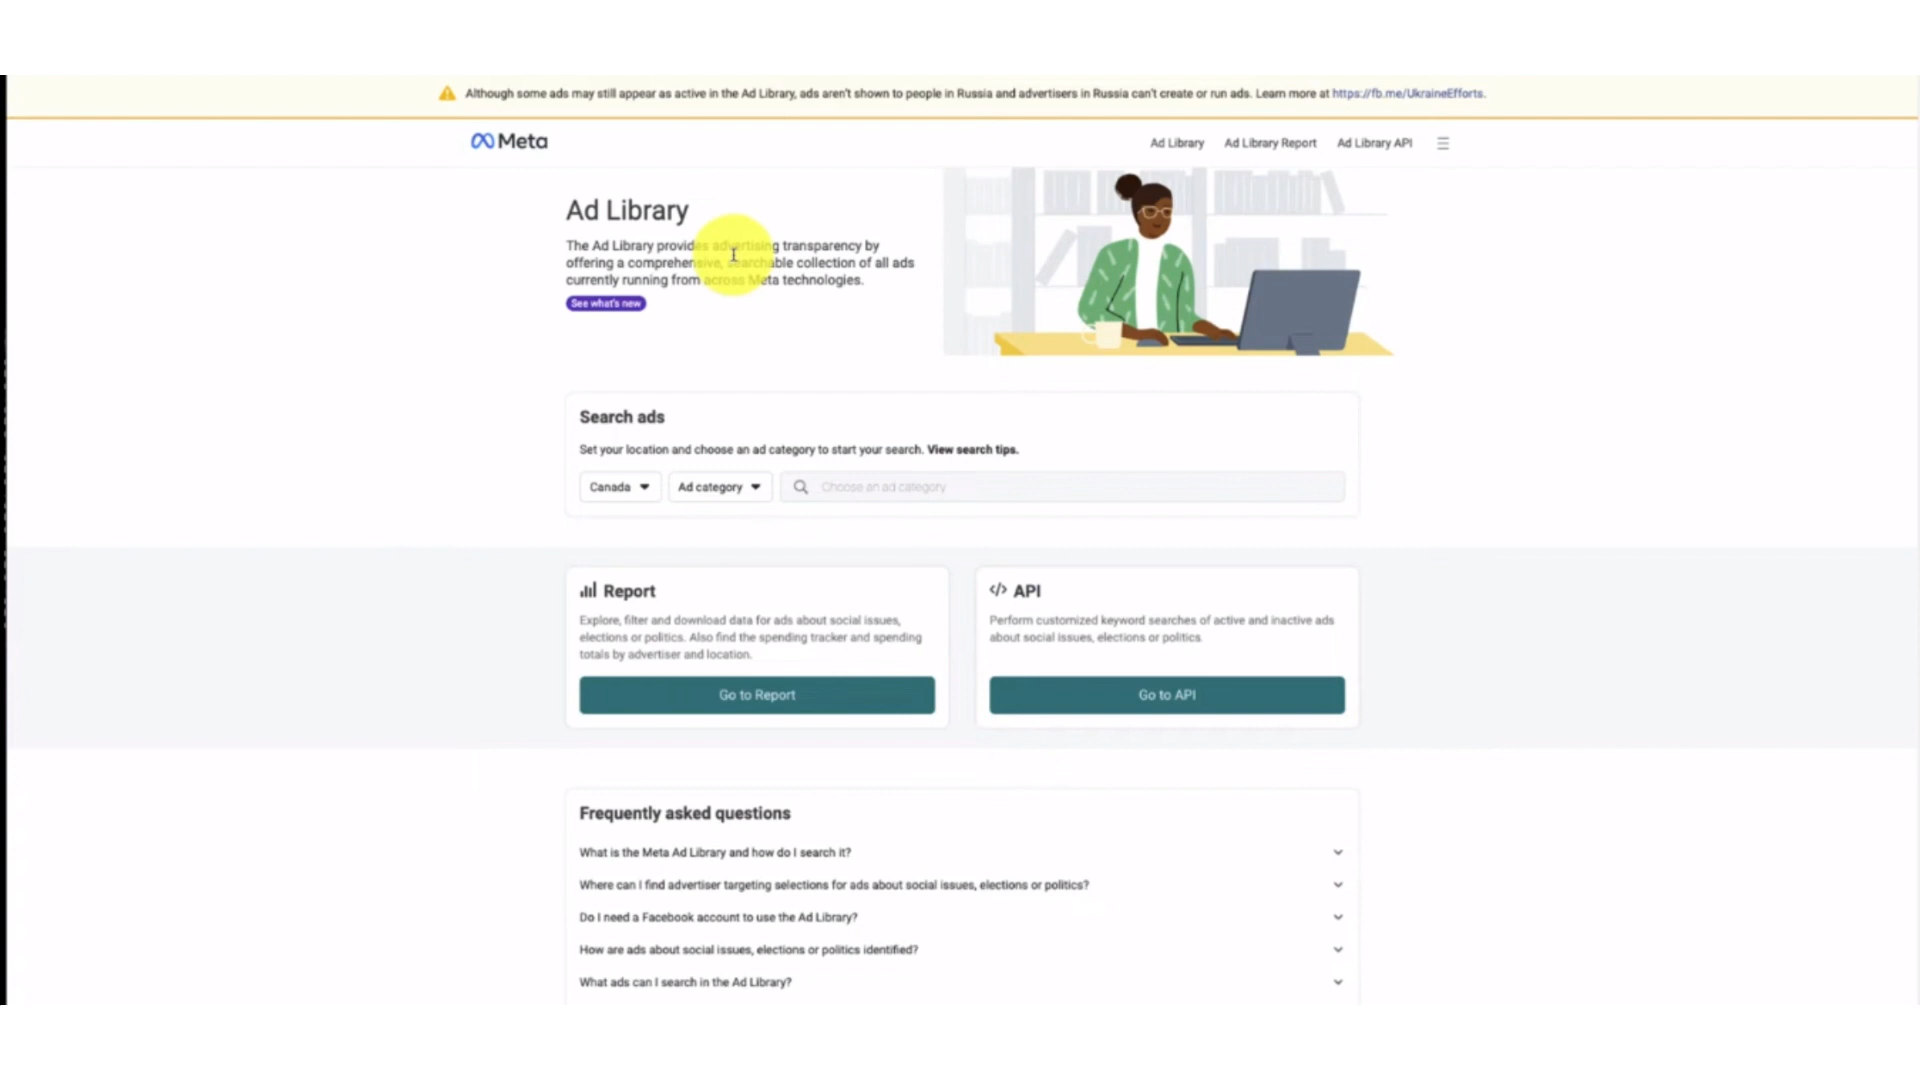 Although some ads may still appear as active in the Ad Library, ads aren't shown to people in Russia and advertisers in Russia can't create or run ads. Learn more at https://fb.me/UkraineEfforts.
Meta
Ad Library Ad Library Report Ad Library API
Ad Library
The Ad Library provides advertising transparency by
offering a comprehensive, searchable collection of all ads
currently running from across Meta technologies.
See what's new
Search ads
Set your location and choose an ad category to start your search. View search tips.
Canada Ad category Choose an ad category
Report
Explore, filter and download data for ads about social issues,
elections or politics. Also find the spending tracker and spending
totals by advertiser and location.
Go to Report
</> API
Perform customized keyword searches of active and inactive ads
about social issues, elections or politics.
Go to API
Frequently asked questions
What is the Meta Ad Library and how do I search it?
Where can I find advertiser targeting selections for ads about social issues, elections or politics?
Do I need a Facebook account to use the Ad Library?
How are ads about social issues, elections or politics identified?
What ads can I search in the Ad Library?